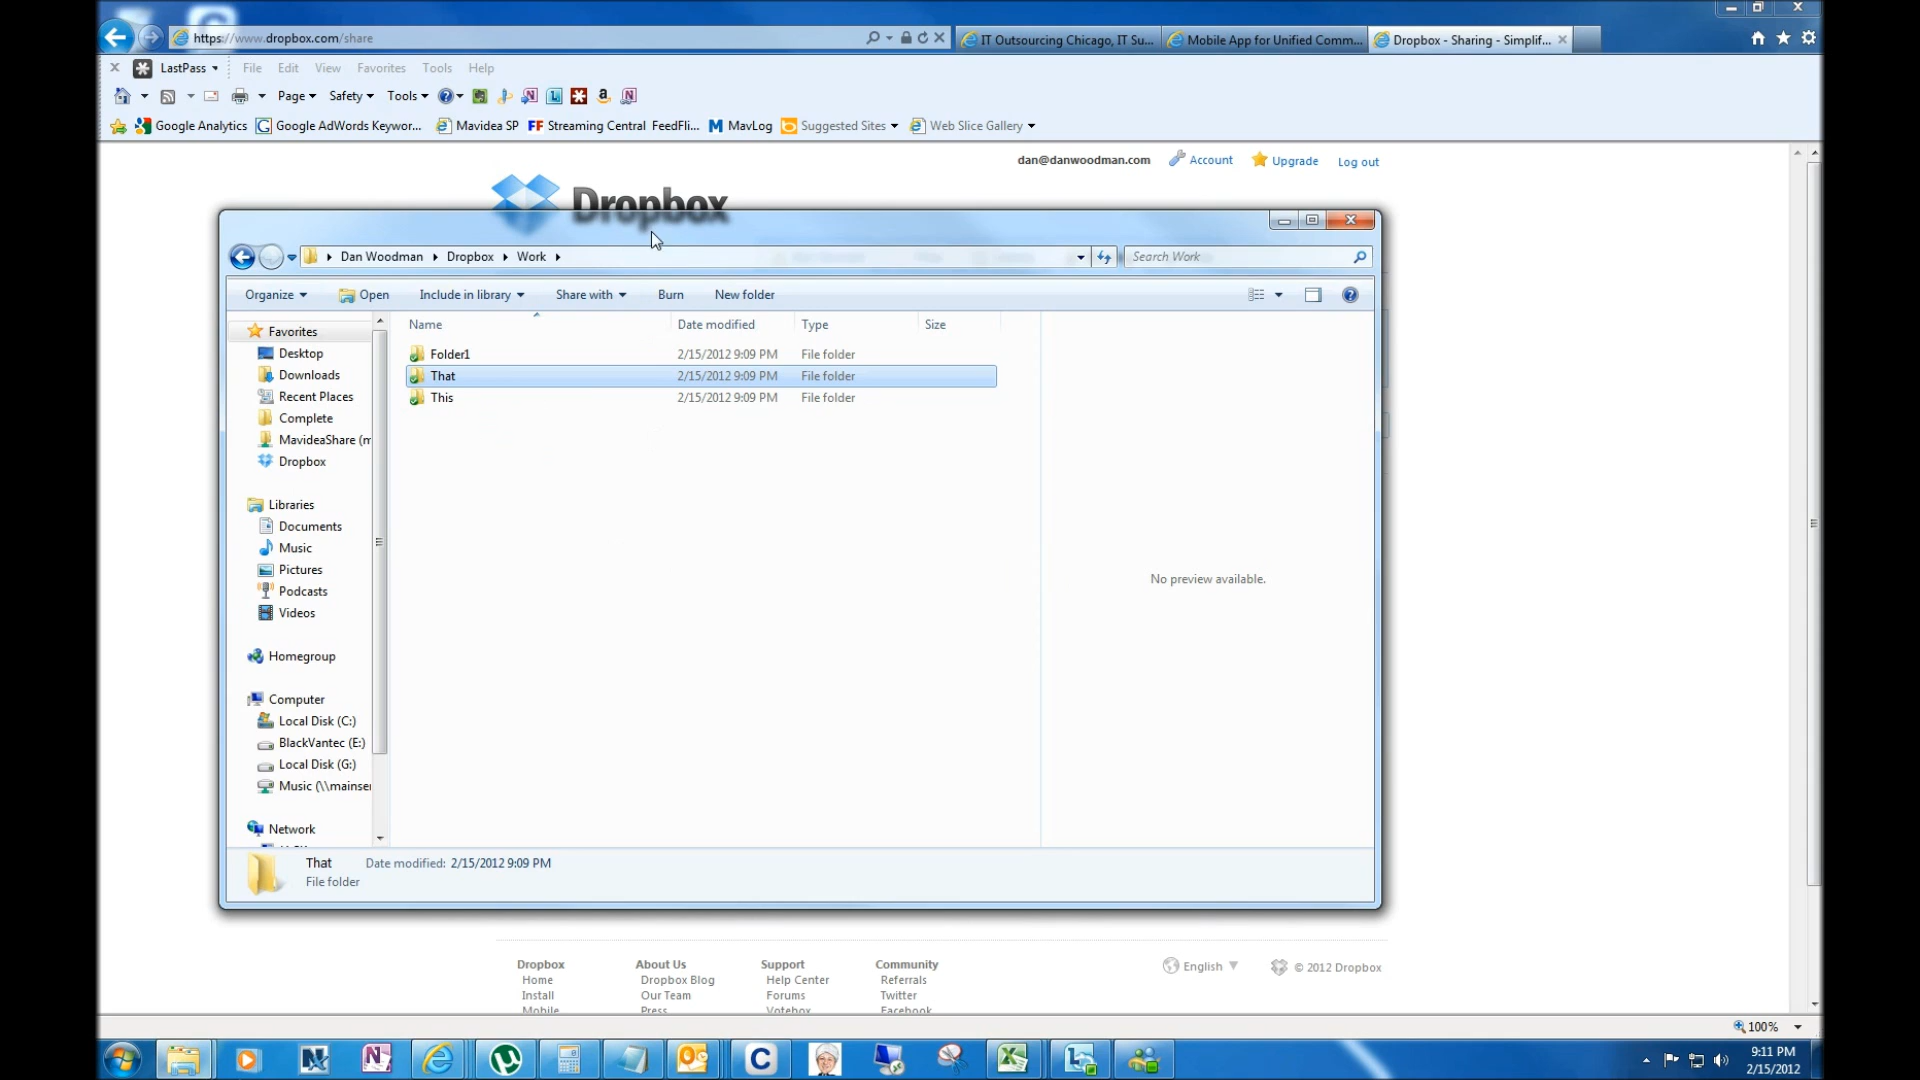 https://www.dropbox.com/share
IT Outsourcing Chicago, IT Su...
Mobile App for Unified Comm...
Dropbox - Sharing - Simplif...
LastPass
File Edit View Favorites Tools Help
Page Safety Tools
Google Analytics
Google AdWords Keywor...
Mavidea SP
FF Streaming Central FeedFli...
MavLog
Suggested Sites
Web Slice Gallery
dan@danwoodman.com Account Upgrade Log out
Dropbox
Dan Woodman Dropbox Work
Search Work
Organize Open Include in library Share with Burn New folder
Name Date modified Type Size
Folder1 2/15/2012 9:09 PM File folder
That 2/15/2012 9:09 PM File folder
This 2/15/2012 9:09 PM File folder
Favorites
Desktop
Downloads
Recent Places
Complete
MavideaShare (m
Dropbox
Libraries
Documents
Music
Pictures
Podcasts
Videos
Homegroup
Computer
Local Disk (C:)
BlackVantec (E:)
Local Disk (G:)
Music (\\mainser
Network
No preview available.
That Date modified: 2/15/2012 9:09 PM
File folder
Dropbox About Us Support Community
Home Dropbox Blog Help Center Referrals
Install Our Team Forums Twitter
Mobile Press Votebox Facebook
English © 2012 Dropbox
100%
9:11 PM
2/15/2012